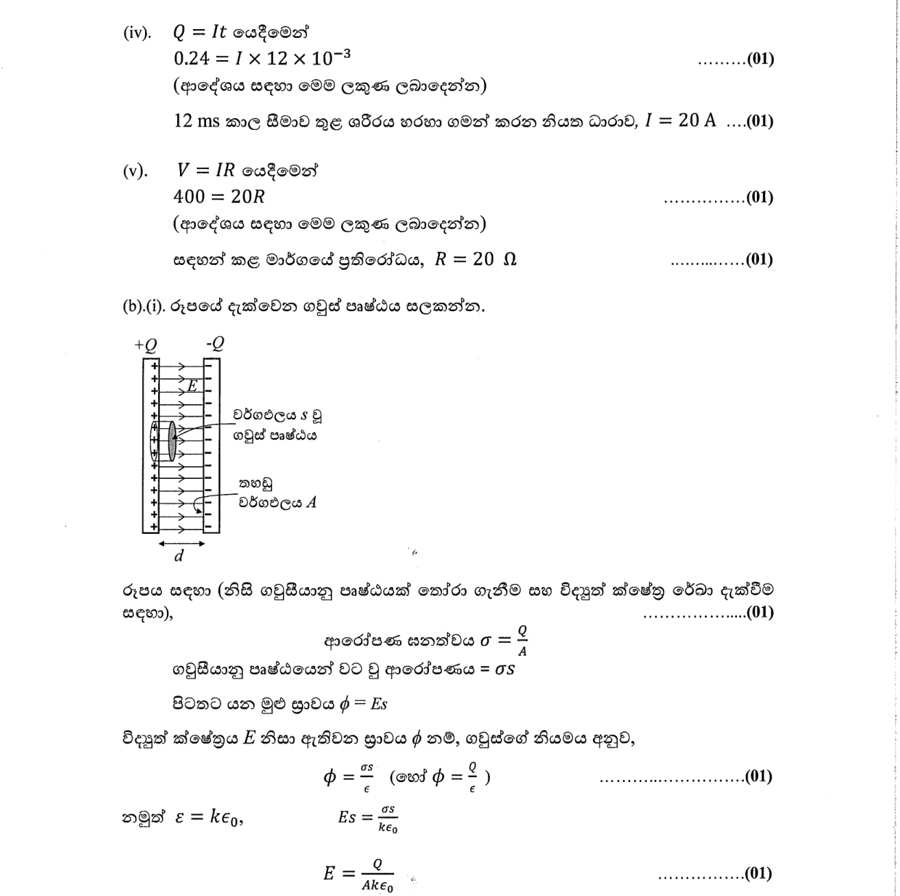 (iv). Q = It යෙදීමෙන්
0.24 = I × 12 × 10⁻³ ………(01)
(ආදේශය සඳහා මෙම ලකුණ ලබාදෙන්න)
12 ms කාල සීමාව තුළ ශරීරය හරහා ගමන් කරන නියත ධාරාව, I = 20 A ….(01)
(v). V = IR යෙදීමෙන්
400 = 20R ……………(01)
(ආදේශය සඳහා මෙම ලකුණ ලබාදෙන්න)
සඳහන් කළ මාර්ගයේ ප්‍රතිරෝධය, R = 20 Ω ……………(01)
(b).(i). රූපයේ දැක්වෙන ගවුස් පෘෂ්ඨය සලකන්න.
+Q -Q
E
වර්ගඵලය s වූ
ගවුස් පෘෂ්ඨය
තහඩු
වර්ගඵලය A
d
රූපය සඳහා (නිසි ගවුසීයානු පෘෂ්ඨයක් තෝරා ගැනීම සහ විද්‍යුත් ක්ෂේත්‍ර රේඛා දැක්වීම
සඳහා), ………………....(01)
ආරෝපණ ඝනත්වය σ = Q/A
ගවුසීයානු පෘෂ්ඨයෙන් වට වූ ආරෝපණය = σs
පිටතට යන මුළු ස්‍රාවය ϕ = Es
විද්‍යුත් ක්ෂේත්‍රය E නිසා ඇතිවන ස්‍රාවය ϕ නම්, ගවුස්ගේ නියමය අනුව,
ϕ = σs/ϵ (හෝ ϕ = Q/ϵ ) ………..……………(01)
නමුත් ε = kϵ₀, Es = σs/kϵ₀
E = Q/Akϵ₀ ……………..(01)